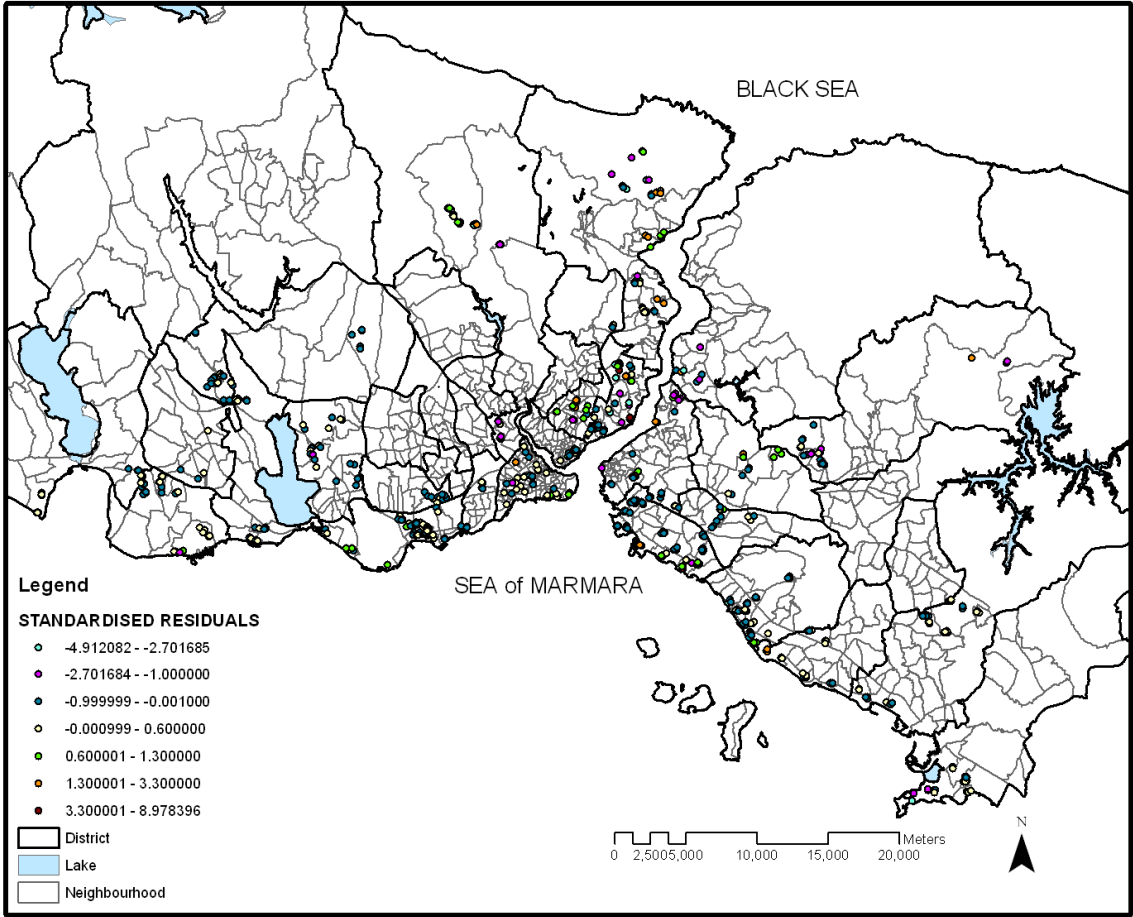 BLACK SEA
SEA of MARMARA
Legend
STANDARDISED RESIDUALS
-4.912082 - -2.701685
-2.701684 - -1.000000
-0.999999 - -0.001000
-0.000999 - 0.600000
0.600001 - 1.300000
1.300001 - 3.300000
3.300001 - 8.978396
District
Lake
Neighbourhood
Meters
0 2,5005,000 10,000 15,000 20,000
N